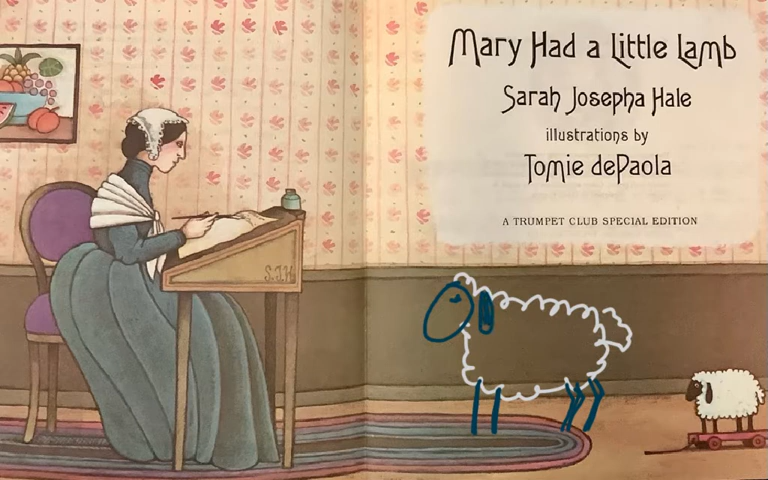 Mary Had a Little Lamb
Sarah Josepha Hale
illustrations by
Tomie dePaola
A TRUMPET CLUB SPECIAL EDITION
S.J.H.